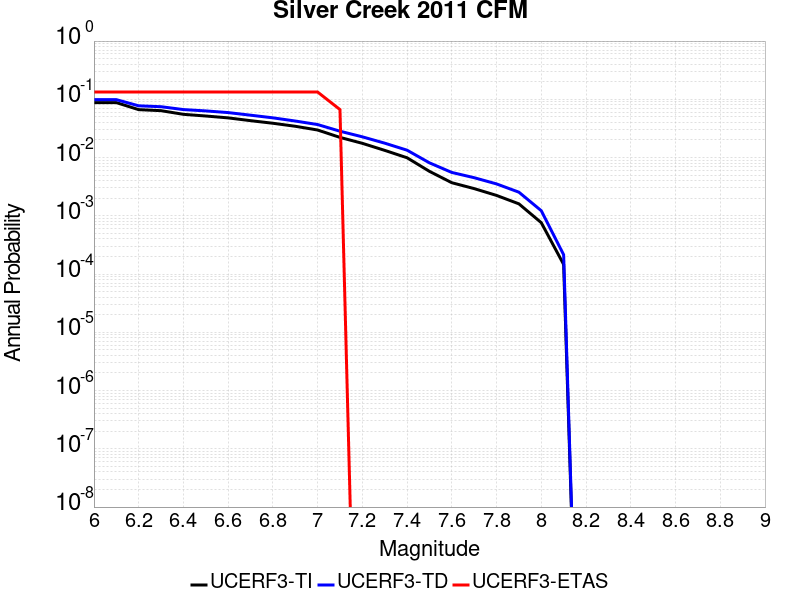 Silver Creek 2011 CFM
10^0
10^-1
10^-2
10^-3
10^-4
10^-5
10^-6
10^-7
10^-8
Annual Probability
6 6.2 6.4 6.6 6.8 7 7.2 7.4 7.6 7.8 8 8.2 8.4 8.6 8.8 9
Magnitude
UCERF3-TI UCERF3-TD UCERF3-ETAS